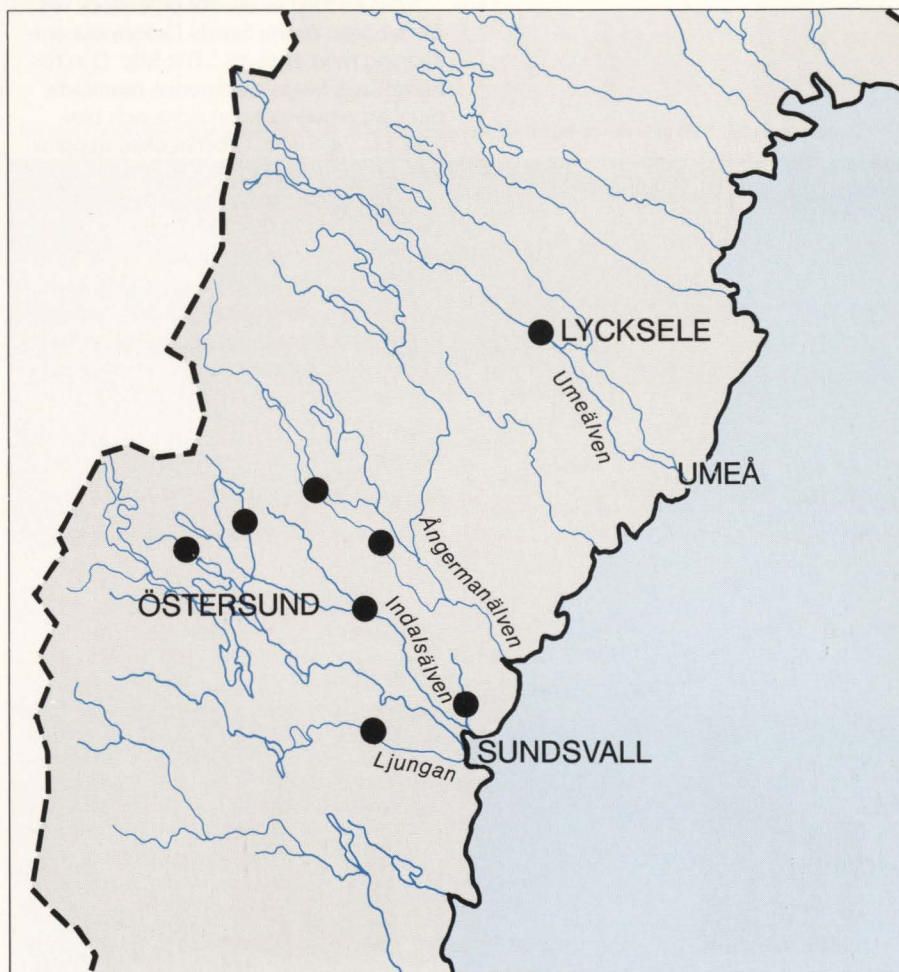 LYCKSELE
Umeälven
UMEÅ
Ångermanälven
ÖSTERSUND
Indalsälven
SUNDSVALL
Ljungan